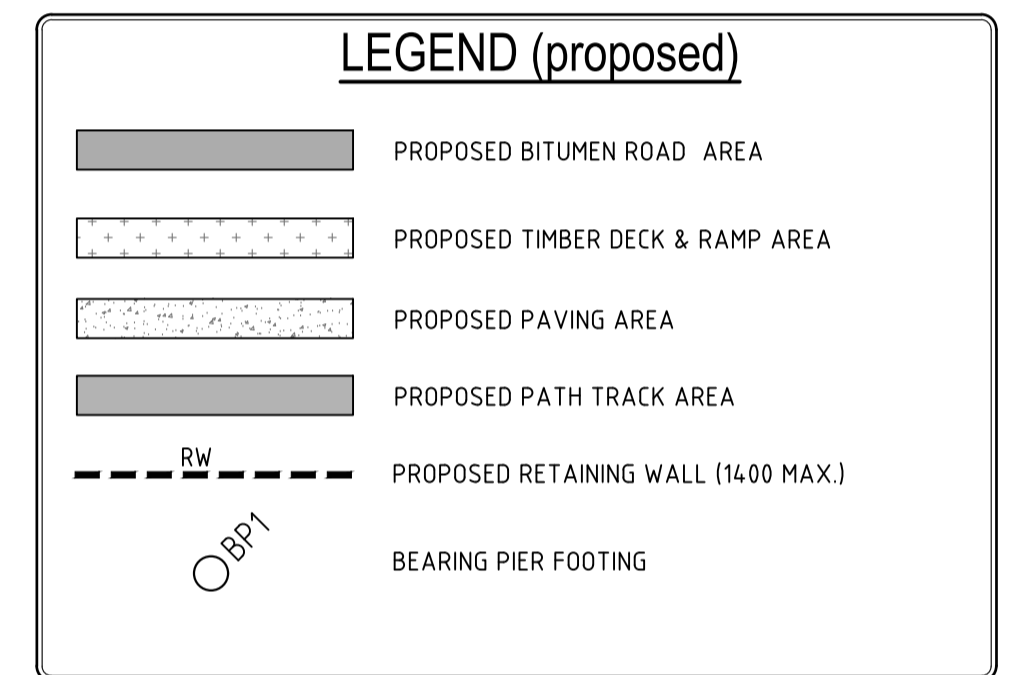 LEGEND (proposed)
PROPOSED BITUMEN ROAD AREA
PROPOSED TIMBER DECK & RAMP AREA
PROPOSED PAVING AREA
PROPOSED PATH TRACK AREA
RW
PROPOSED RETAINING WALL (1400 MAX.)
BP1
BEARING PIER FOOTING